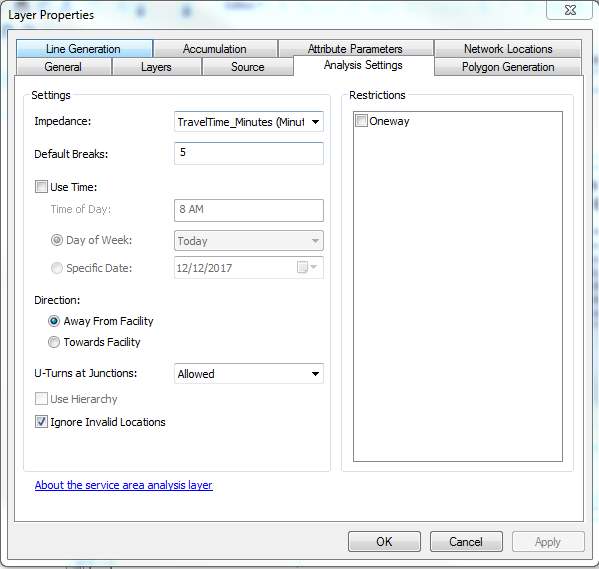 Layer Properties
Line Generation Accumulation Attribute Parameters Network Locations
General Layers Source Analysis Settings Polygon Generation
Settings
Impedance: TravelTime_Minutes (Minut
Default Breaks: 5
Use Time:
Time of Day: 8 AM
Day of Week: Today
Specific Date: 12/12/2017
Direction:
Away From Facility
Towards Facility
U-Turns at Junctions: Allowed
Use Hierarchy
Ignore Invalid Locations
About the service area analysis layer
Restrictions
Oneway
OK Cancel Apply